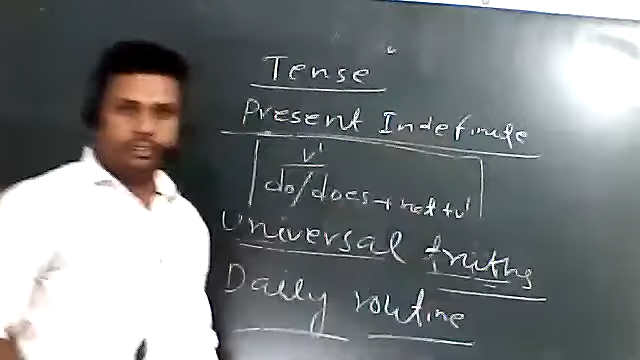 Tense
Present Indefinite
v'
do/does + not + v'
Universal truths
Daily routine